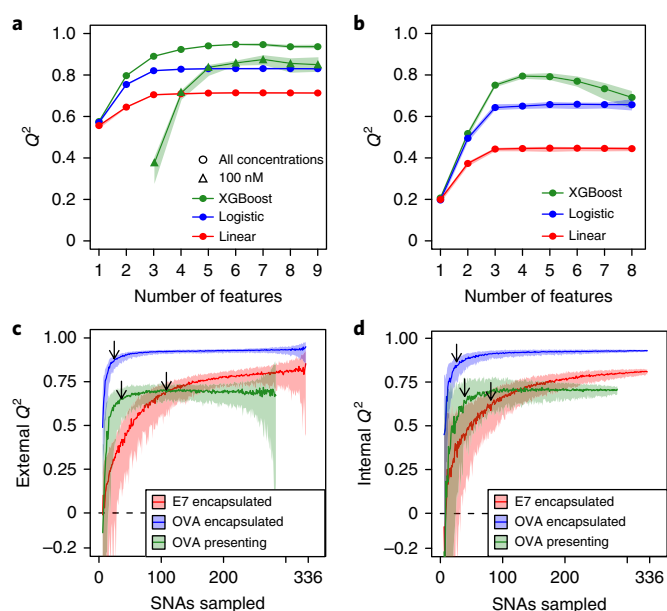 a
1.0
0.8
0.6
0.4
0.2
0
Q²
1 2 3 4 5 6 7 8 9
Number of features
All concentrations
100 nM
XGBoost
Logistic
Linear
b
1.0
0.8
0.6
0.4
0.2
0
Q²
1 2 3 4 5 6 7 8
Number of features
XGBoost
Logistic
Linear
c
1.00
0.75
0.50
0.25
0
–0.2
External Q²
0 100 200 336
SNAs sampled
E7 encapsulated
OVA encapsulated
OVA presenting
d
1.00
0.75
0.50
0.25
0
–0.2
Internal Q²
0 100 200 336
SNAs sampled
E7 encapsulated
OVA encapsulated
OVA presenting